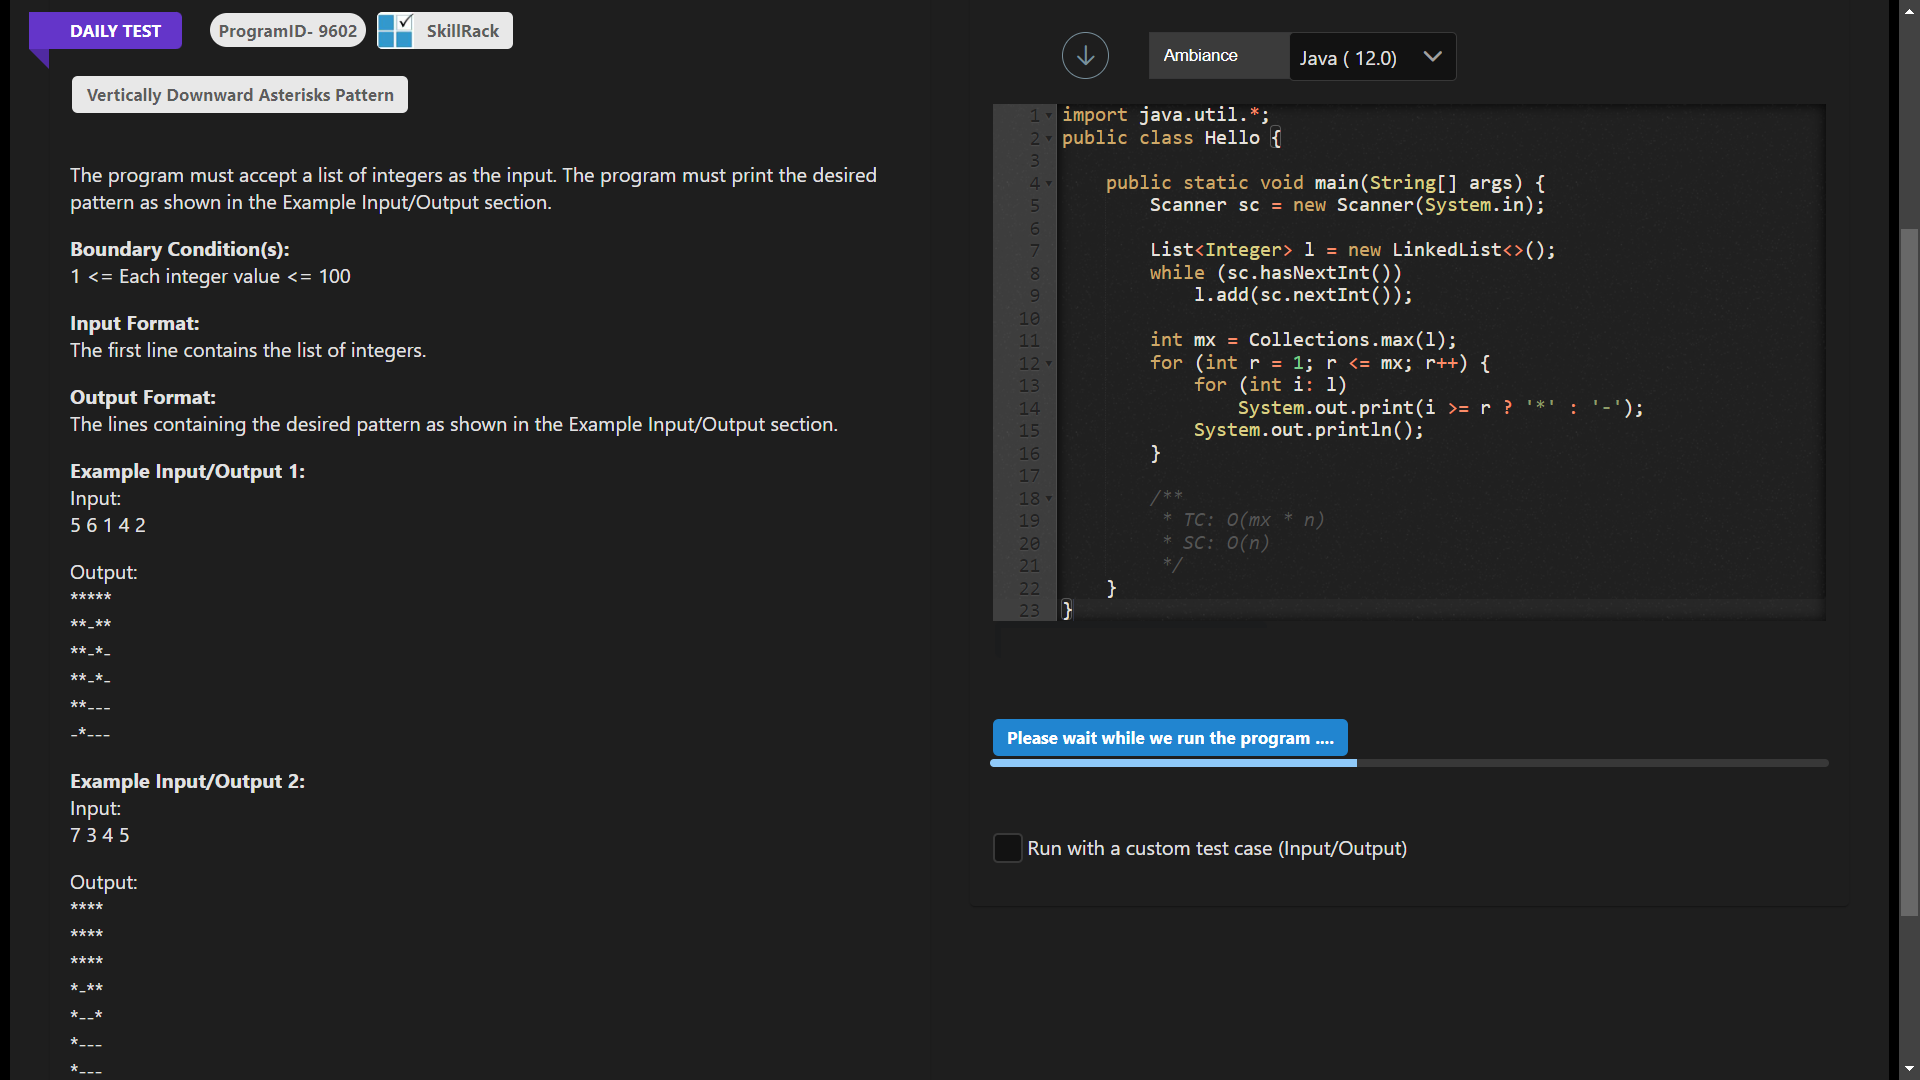 DAILY TEST
ProgramID- 9602
SkillRack
Vertically Downward Asterisks Pattern
The program must accept a list of integers as the input. The program must print the desired
pattern as shown in the Example Input/Output section.
Boundary Condition(s):
1 <= Each integer value <= 100
Input Format:
The first line contains the list of integers.
Output Format:
The lines containing the desired pattern as shown in the Example Input/Output section.
Example Input/Output 1:
Input:
5 6 1 4 2
Output:
*****
**-**
**-*-
**-*-
**---
-*---
Example Input/Output 2:
Input:
7 3 4 5
Output:
****
****
****
*-**
*--*
*---
*---
Ambiance
Java ( 12.0)
1 import java.util.*;
2 public class Hello {
3
4     public static void main(String[] args) {
5         Scanner sc = new Scanner(System.in);
6
7         List<Integer> l = new LinkedList<>();
8         while (sc.hasNextInt())
9             l.add(sc.nextInt());
10
11         int mx = Collections.max(l);
12         for (int r = 1; r <= mx; r++) {
13             for (int i: l)
14                 System.out.print(i >= r ? '*' : '-');
15             System.out.println();
16         }
17
18         /**
19          * TC: O(mx * n)
20          * SC: O(n)
21          */
22     }
23 }
Please wait while we run the program ....
Run with a custom test case (Input/Output)